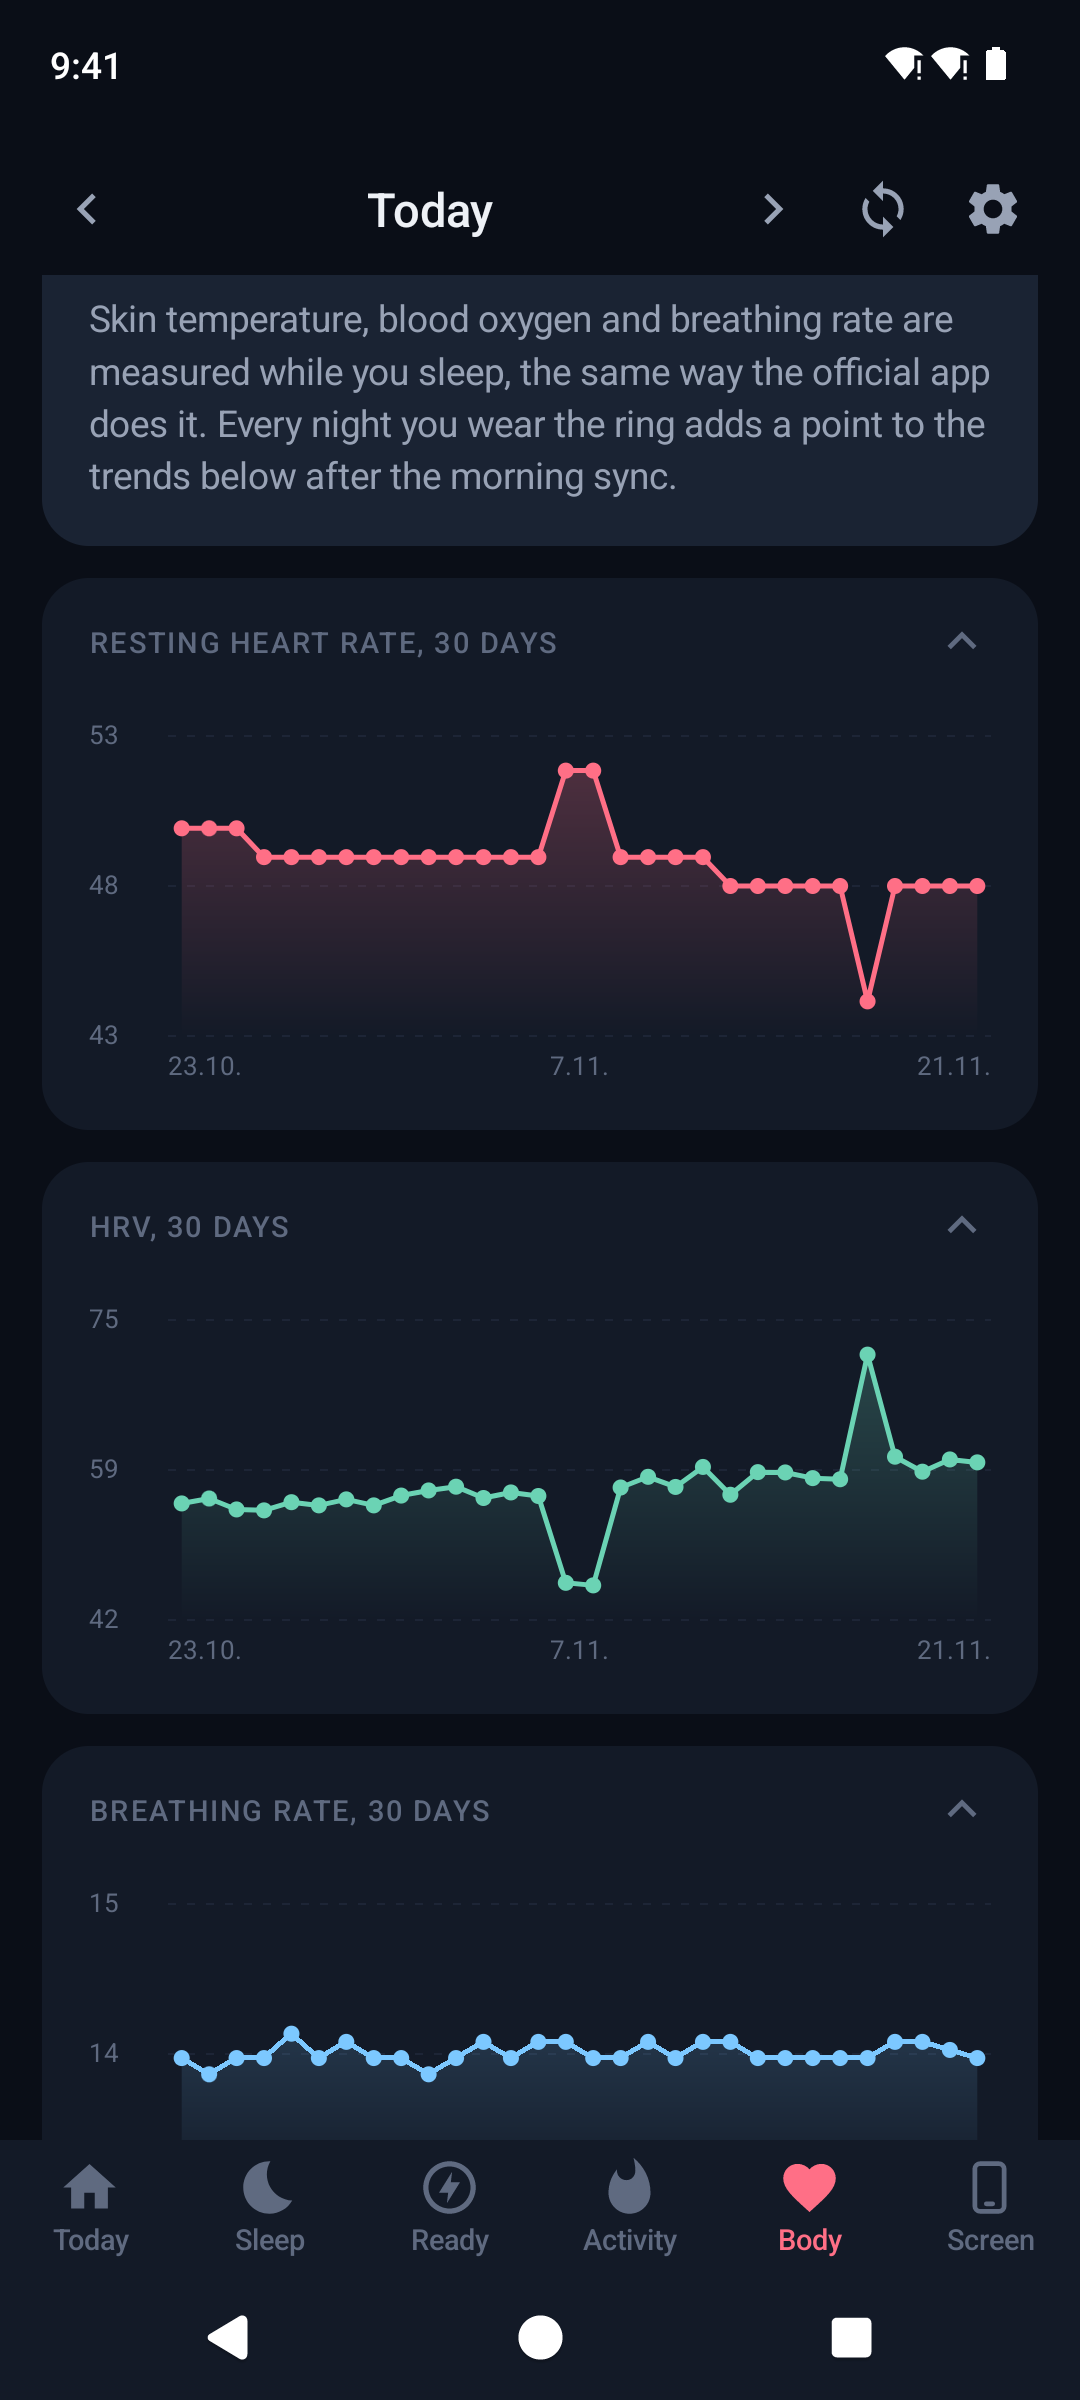 9:41
Today
Skin temperature, blood oxygen and breathing rate are
measured while you sleep, the same way the official app
does it. Every night you wear the ring adds a point to the
trends below after the morning sync.
RESTING HEART RATE, 30 DAYS
53
48
43
23.10.
7.11.
21.11.
HRV, 30 DAYS
75
59
42
23.10.
7.11.
21.11.
BREATHING RATE, 30 DAYS
15
14
Today
Sleep
Ready
Activity
Body
Screen